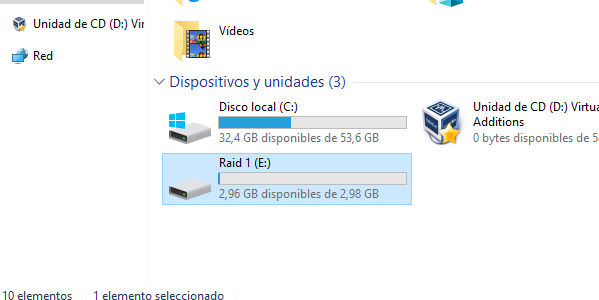 Unidad de CD (D:) Vir
Red
Vídeos
Dispositivos y unidades (3)
Disco local (C:)
32,4 GB disponibles de 53,6 GB
Unidad de CD (D:) Virtua
Additions
0 bytes disponibles de 5
Raid 1 (E:)
2,96 GB disponibles de 2,98 GB
10 elementos
1 elemento seleccionado